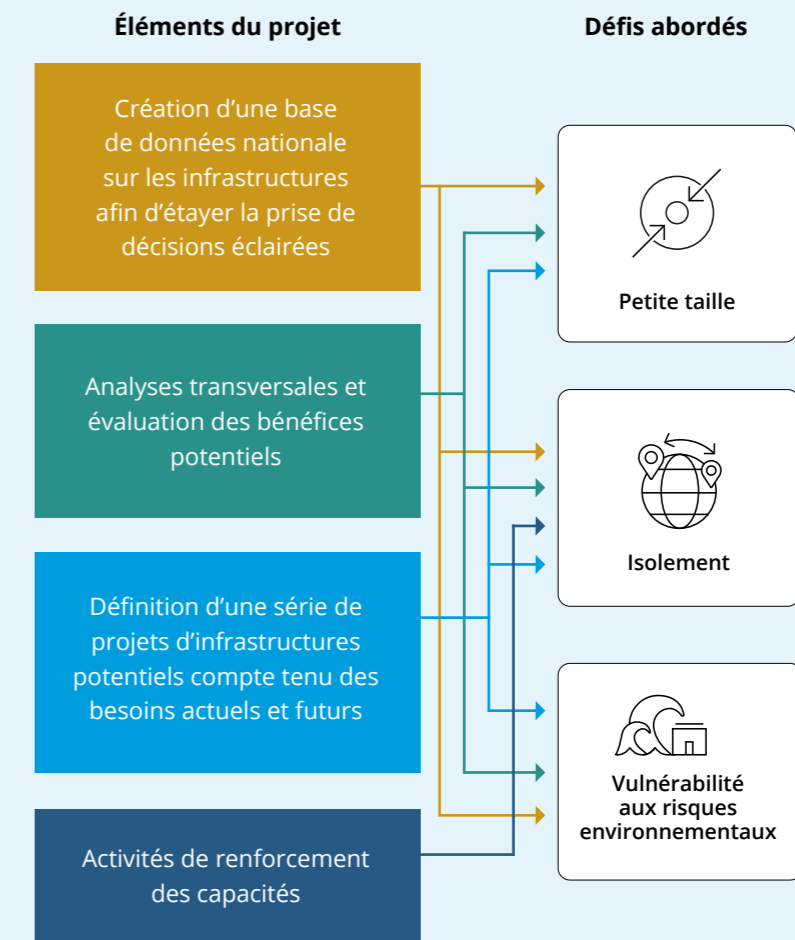 Éléments du projet
Création d’une base
de données nationale
sur les infrastructures
afin d’étayer la prise de
décisions éclairées
Analyses transversales et
évaluation des bénéfices
potentiels
Définition d’une série de
projets d’infrastructures
potentiels compte tenu des
besoins actuels et futurs
Activités de renforcement
des capacités
Défis abordés
Petite taille
Isolement
Vulnérabilité
aux risques
environnementaux